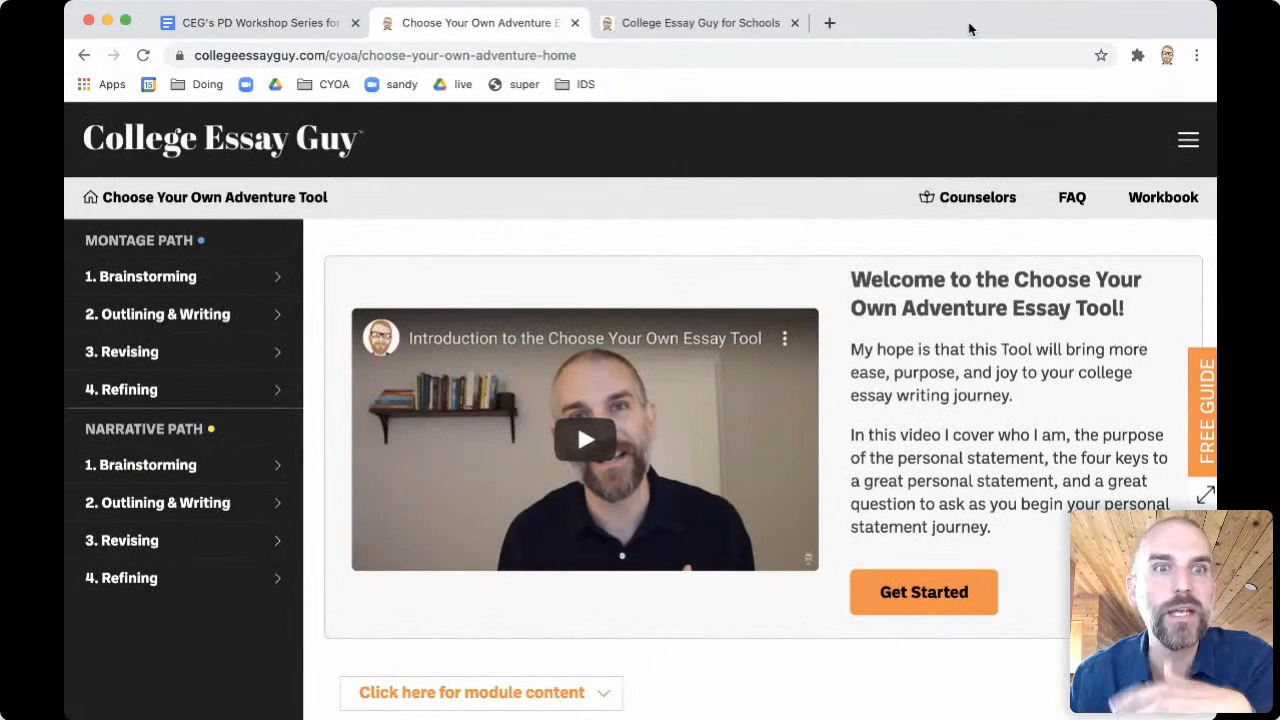 CEG's PD Workshop Series for
Choose Your Own Adventure E
College Essay Guy for Schools
collegeessayguy.com/cyoa/choose-your-own-adventure-home
Apps
15
Doing
CYOA
sandy
live
super
IDS
College Essay Guy
Choose Your Own Adventure Tool
Counselors
FAQ
Workbook
MONTAGE PATH
1. Brainstorming
2. Outlining & Writing
3. Revising
4. Refining
NARRATIVE PATH
1. Brainstorming
2. Outlining & Writing
3. Revising
4. Refining
Introduction to the Choose Your Own Essay Tool
Welcome to the Choose Your
Own Adventure Essay Tool!
My hope is that this Tool will bring more
ease, purpose, and joy to your college
essay writing journey.
In this video I cover who I am, the purpose
of the personal statement, the four keys to
a great personal statement, and a great
question to ask as you begin your personal
statement journey.
Get Started
FREE GUIDE
Click here for module content